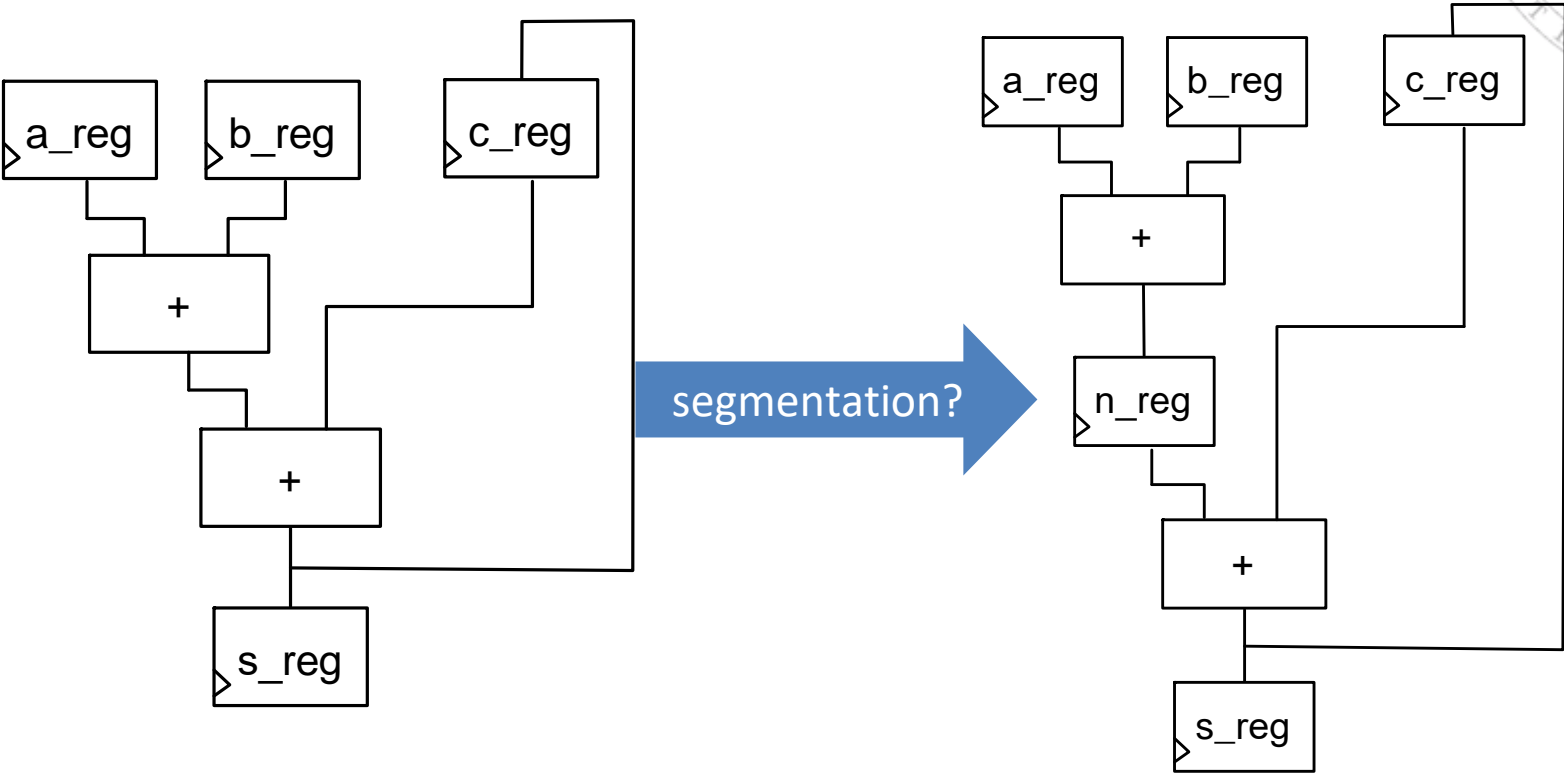 a_reg
b_reg
c_reg
+
+
s_reg
segmentation?
a_reg
b_reg
c_reg
+
n_reg
+
s_reg